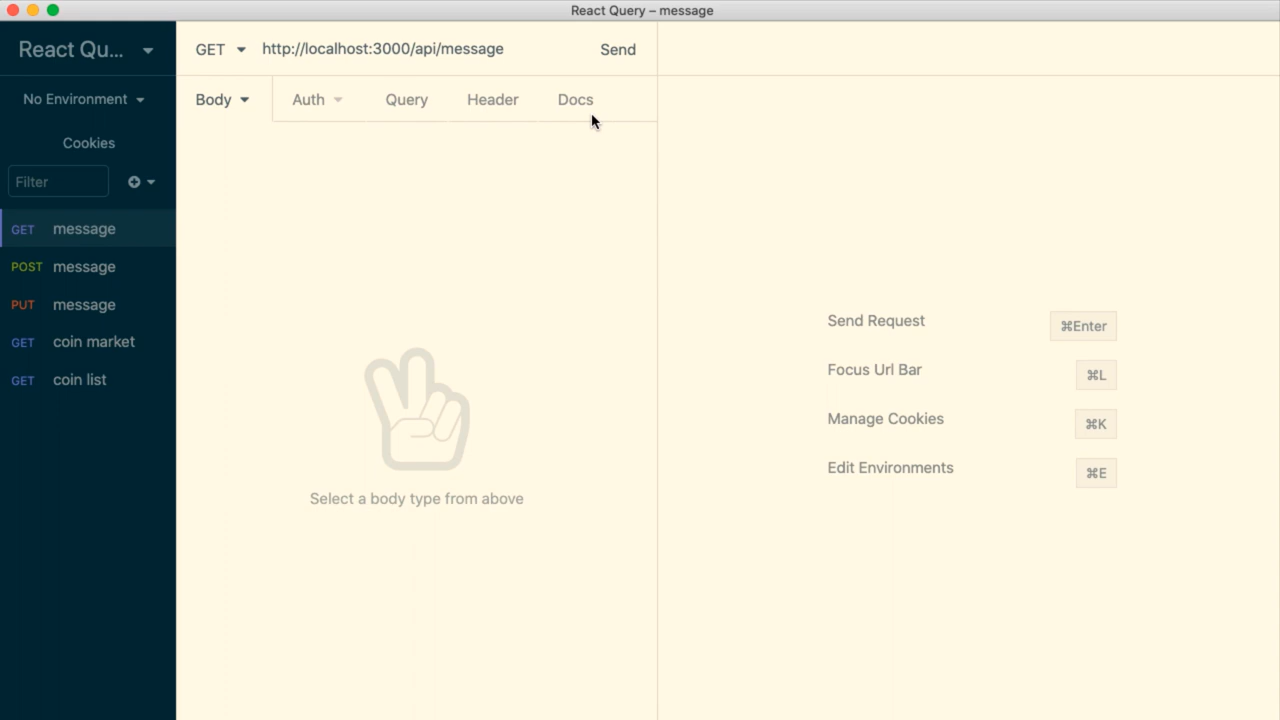 React Query – message
React Qu...
GET http://localhost:3000/api/message Send
No Environment
Body Auth Query Header Docs
Cookies
Filter
GET message
POST message
PUT message
GET coin market
GET coin list
Select a body type from above
Send Request ⌘Enter
Focus Url Bar ⌘L
Manage Cookies ⌘K
Edit Environments ⌘E